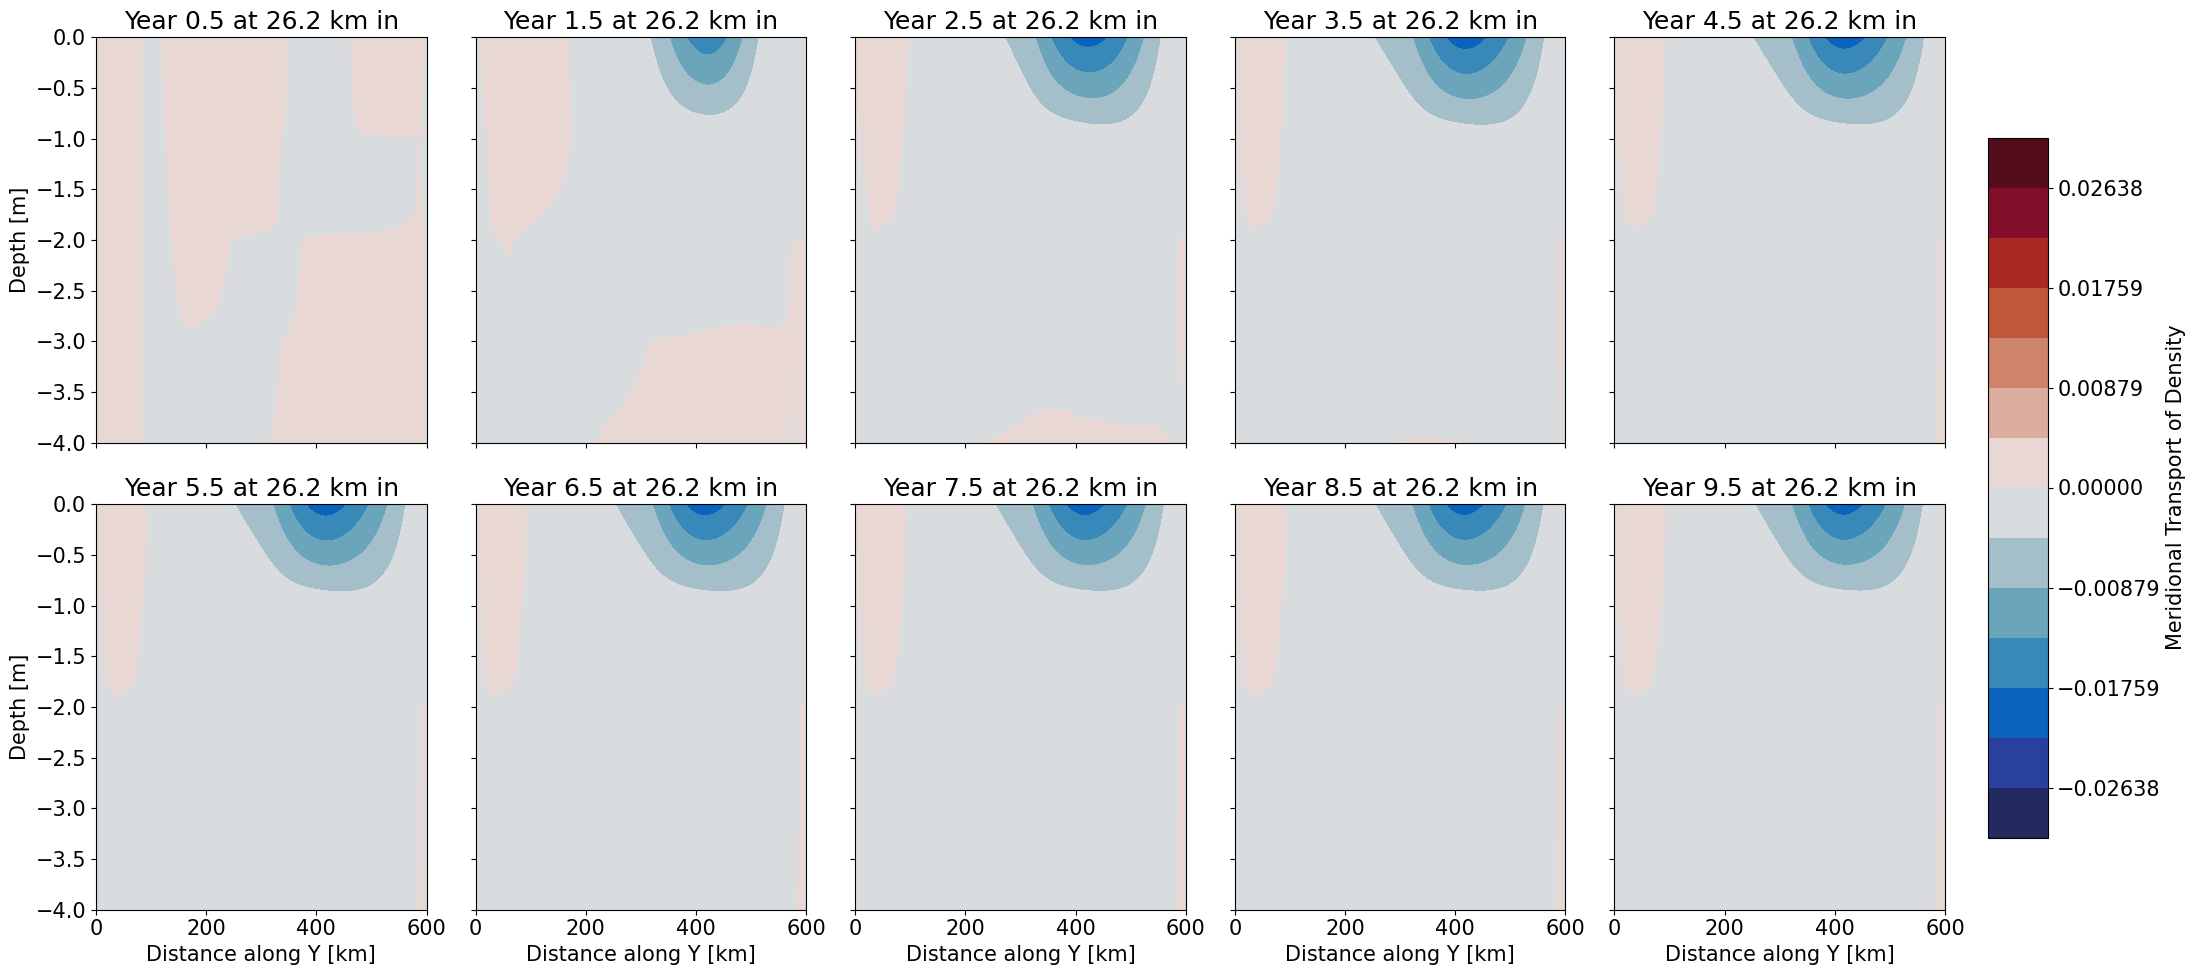 Year 0.5 at 26.2 km in
Year 1.5 at 26.2 km in
Year 2.5 at 26.2 km in
Year 3.5 at 26.2 km in
Year 4.5 at 26.2 km in
0.0
−0.5
−1.0
−1.5
−2.0
−2.5
−3.0
−3.5
−4.0
Depth [m]
Year 5.5 at 26.2 km in
Year 6.5 at 26.2 km in
Year 7.5 at 26.2 km in
Year 8.5 at 26.2 km in
Year 9.5 at 26.2 km in
0.0
−0.5
−1.0
−1.5
−2.0
−2.5
−3.0
−3.5
−4.0
Depth [m]
0 200 400 600
0 200 400 600
0 200 400 600
0 200 400 600
0 200 400 600
Distance along Y [km]
Distance along Y [km]
Distance along Y [km]
Distance along Y [km]
Distance along Y [km]
0.02638
0.01759
0.00879
0.00000
−0.00879
−0.01759
−0.02638
Meridional Transport of Density